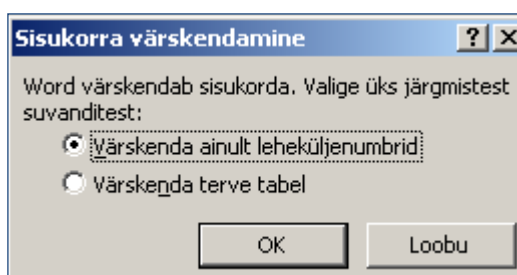 Sisukorra värskendamine
Word värskendab sisukorda. Valige üks järgmistest
suvanditest:
Värskenda ainult leheküljenumbrid
Värskenda terve tabel
OK Loobu